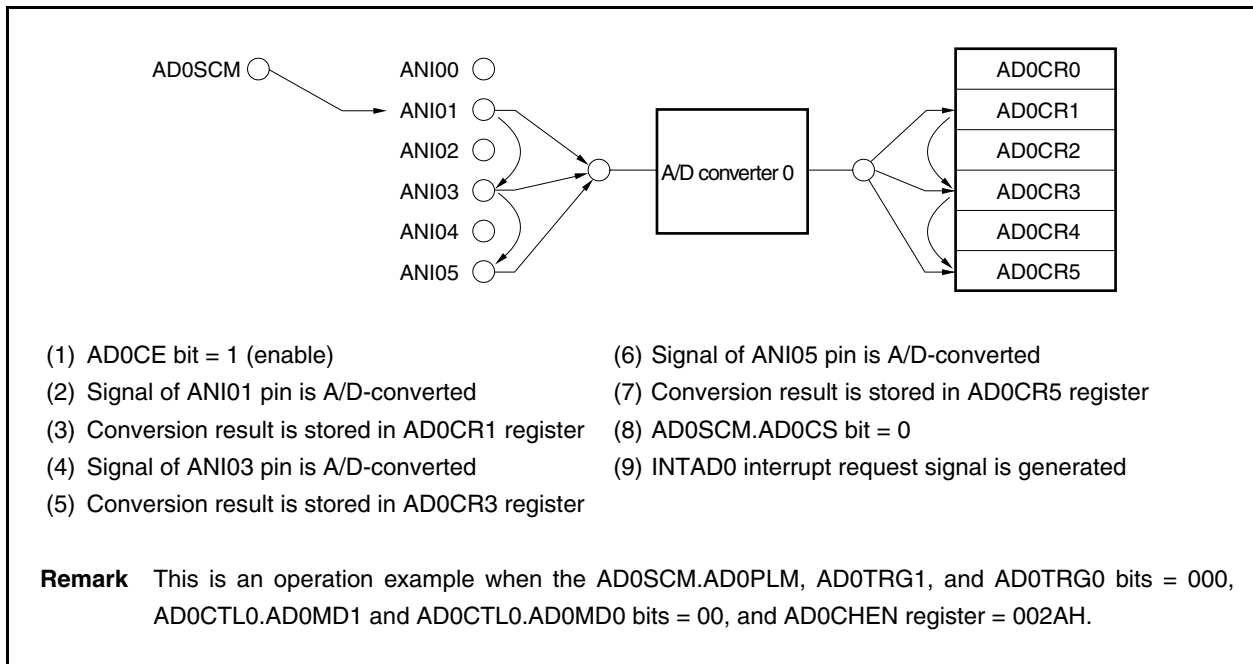 AD0SCM
ANI00
ANI01
ANI02
ANI03
ANI04
ANI05
A/D converter 0
AD0CR0
AD0CR1
AD0CR2
AD0CR3
AD0CR4
AD0CR5
(1) AD0CE bit = 1 (enable)
(2) Signal of ANI01 pin is A/D-converted
(3) Conversion result is stored in AD0CR1 register
(4) Signal of ANI03 pin is A/D-converted
(5) Conversion result is stored in AD0CR3 register
(6) Signal of ANI05 pin is A/D-converted
(7) Conversion result is stored in AD0CR5 register
(8) AD0SCM.AD0CS bit = 0
(9) INTAD0 interrupt request signal is generated
Remark This is an operation example when the AD0SCM.AD0PLM, AD0TRG1, and AD0TRG0 bits = 000,
AD0CTL0.AD0MD1 and AD0CTL0.AD0MD0 bits = 00, and AD0CHEN register = 002AH.